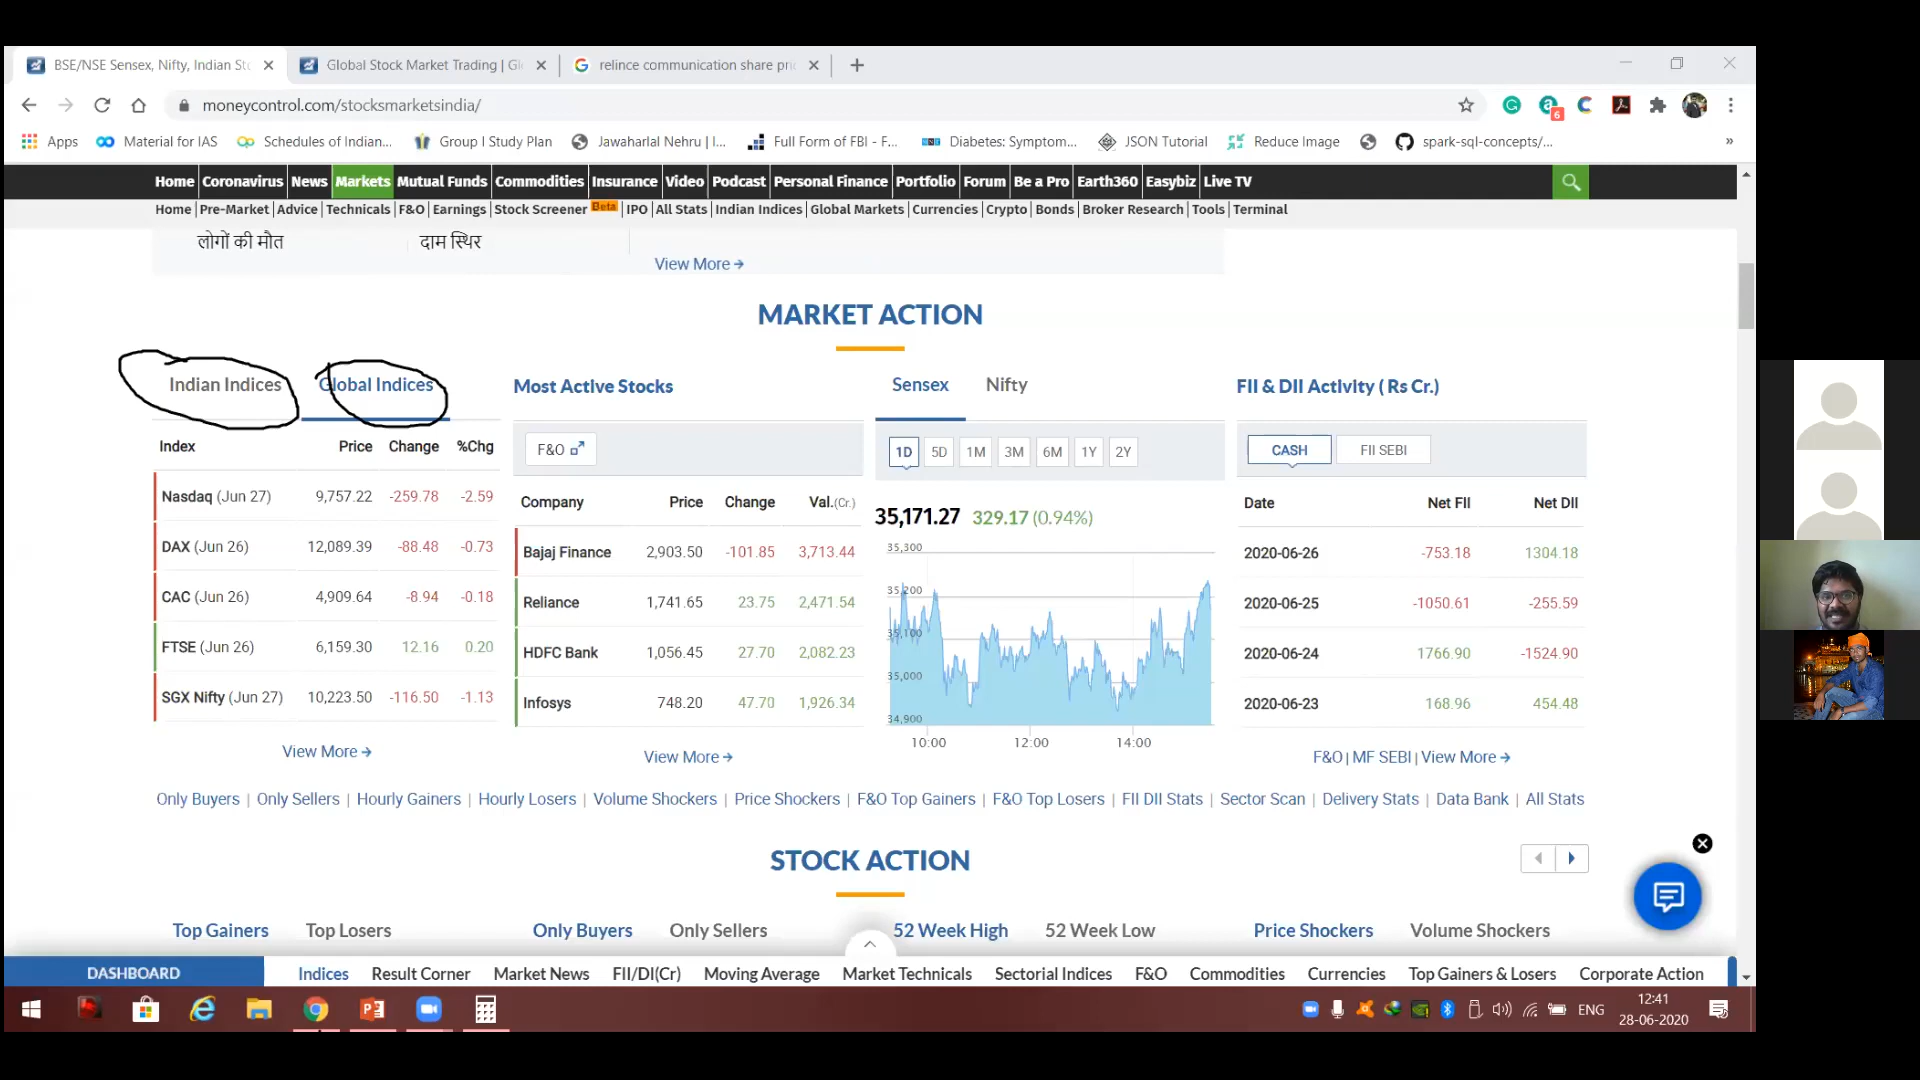 BSE/NSE Sensex, Nifty, Indian Sto
Global Stock Market Trading | Gl
relince communication share pri
moneycontrol.com/stocksmarketsindia/
6
Apps
Material for IAS
Schedules of Indian...
Group I Study Plan
Jawaharlal Nehru | I...
Full Form of FBI - F...
Diabetes: Symptom...
JSON Tutorial
Reduce Image
spark-sql-concepts/...
»
Home | Coronavirus | News | Markets | Mutual Funds | Commodities | Insurance | Video | Podcast | Personal Finance | Portfolio | Forum | Be a Pro | Earth360 | Easybiz | Live TV
Home | Pre-Market | Advice | Technicals | F&O | Earnings | Stock Screener Beta | IPO | All Stats | Indian Indices | Global Markets | Currencies | Crypto | Bonds | Broker Research | Tools | Terminal
लोगों की मौत
दाम स्थिर
View More →
MARKET ACTION
Indian Indices
Global Indices
Index Price Change %Chg
Nasdaq (Jun 27) 9,757.22 -259.78 -2.59
DAX (Jun 26) 12,089.39 -88.48 -0.73
CAC (Jun 26) 4,909.64 -8.94 -0.18
FTSE (Jun 26) 6,159.30 12.16 0.20
SGX Nifty (Jun 27) 10,223.50 -116.50 -1.13
View More →
Most Active Stocks
F&O
Company Price Change Val.(Cr.)
Bajaj Finance 2,903.50 -101.85 3,713.44
Reliance 1,741.65 23.75 2,471.54
HDFC Bank 1,056.45 27.70 2,082.23
Infosys 748.20 47.70 1,926.34
View More →
Sensex
Nifty
1D 5D 1M 3M 6M 1Y 2Y
35,171.27 329.17 (0.94%)
35,300
35,200
35,100
35,000
34,900
10:00 12:00 14:00
FII & DII Activity ( Rs Cr.)
CASH
FII SEBI
Date Net FII Net DII
2020-06-26 -753.18 1304.18
2020-06-25 -1050.61 -255.59
2020-06-24 1766.90 -1524.90
2020-06-23 168.96 454.48
F&O | MF SEBI | View More →
Only Buyers | Only Sellers | Hourly Gainers | Hourly Losers | Volume Shockers | Price Shockers | F&O Top Gainers | F&O Top Losers | FII DII Stats | Sector Scan | Delivery Stats | Data Bank | All Stats
STOCK ACTION
Top Gainers
Top Losers
Only Buyers
Only Sellers
52 Week High
52 Week Low
Price Shockers
Volume Shockers
DASHBOARD
Indices
Result Corner
Market News
FII/DI(Cr)
Moving Average
Market Technicals
Sectorial Indices
F&O
Commodities
Currencies
Top Gainers & Losers
Corporate Action
ENG
12:41
28-06-2020